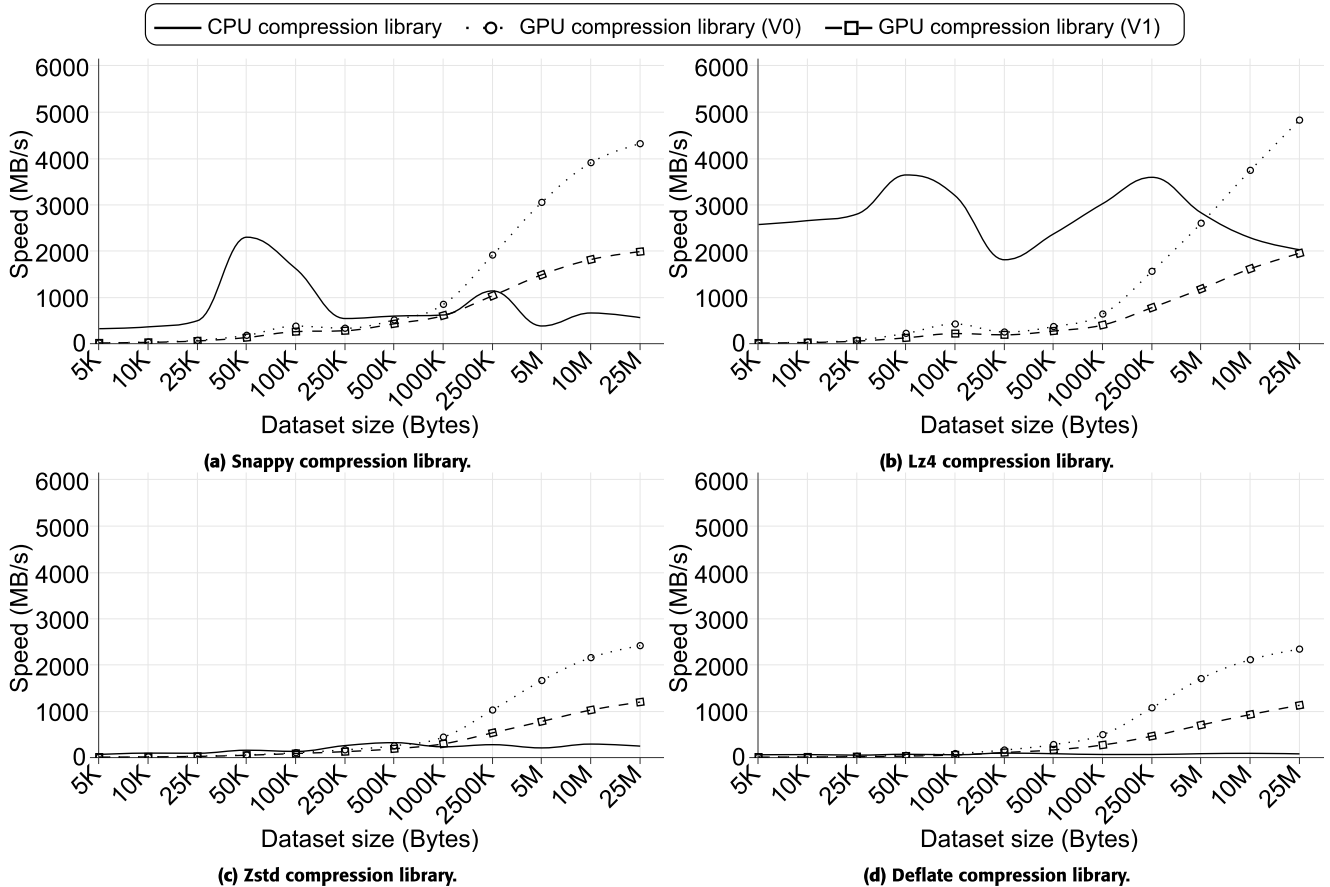 CPU compression library GPU compression library (V0) GPU compression library (V1)
Speed (MB/s)
6000
5000
4000
3000
2000
1000
0
5K 10K 25K 50K 100K 250K 500K 1000K 2500K 5M 10M 25M
Dataset size (Bytes)
(a) Snappy compression library.
Speed (MB/s)
6000
5000
4000
3000
2000
1000
0
5K 10K 25K 50K 100K 250K 500K 1000K 2500K 5M 10M 25M
Dataset size (Bytes)
(b) Lz4 compression library.
Speed (MB/s)
6000
5000
4000
3000
2000
1000
0
5K 10K 25K 50K 100K 250K 500K 1000K 2500K 5M 10M 25M
Dataset size (Bytes)
(c) Zstd compression library.
Speed (MB/s)
6000
5000
4000
3000
2000
1000
0
5K 10K 25K 50K 100K 250K 500K 1000K 2500K 5M 10M 25M
Dataset size (Bytes)
(d) Deflate compression library.